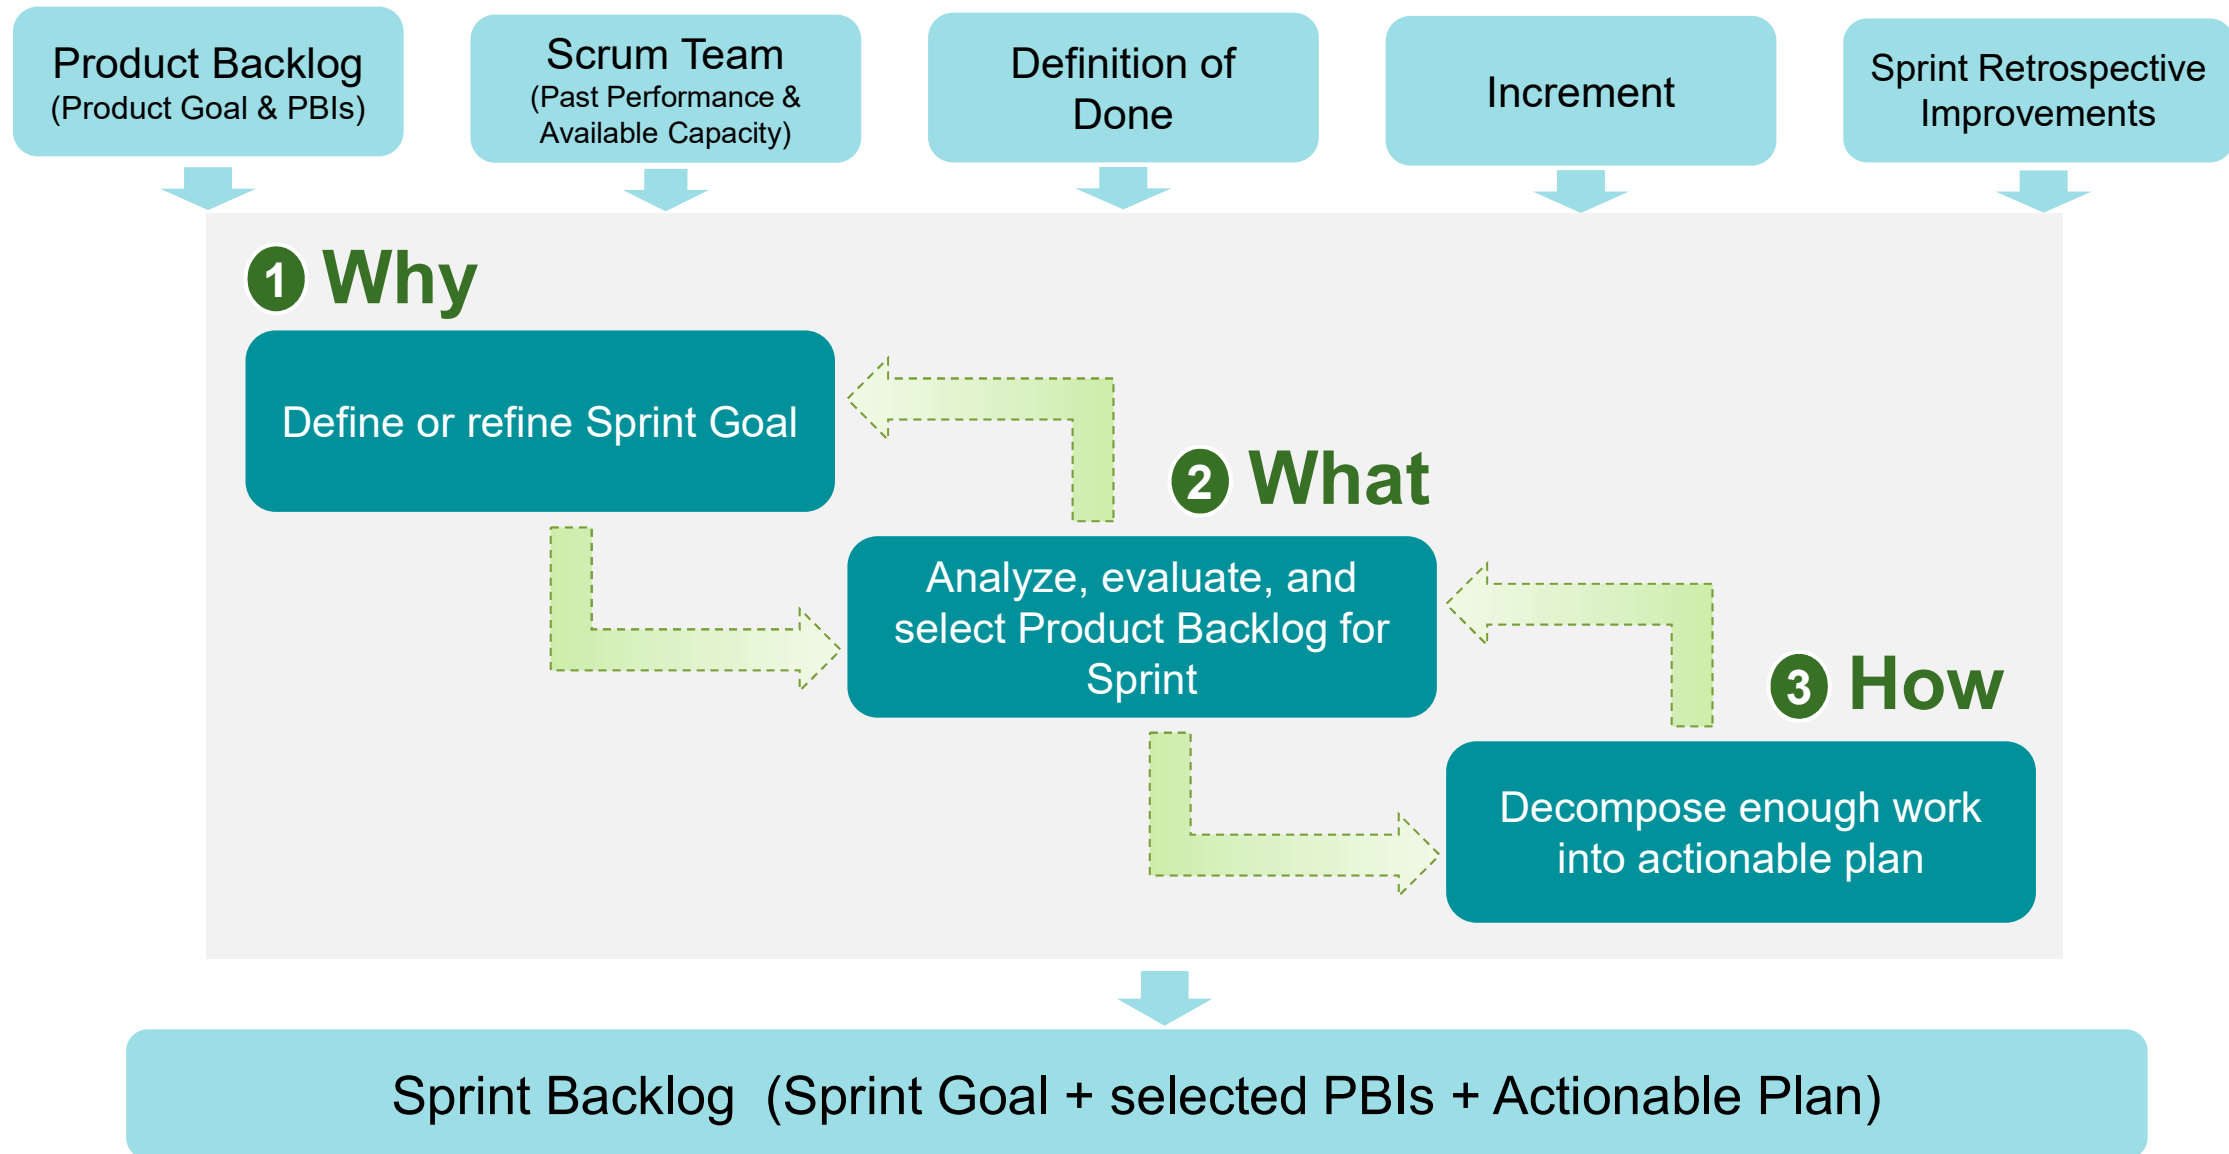 Product Backlog
(Product Goal & PBIs)
Scrum Team
(Past Performance &
Available Capacity)
Definition of
Done
Increment
Sprint Retrospective
Improvements
1 Why
Define or refine Sprint Goal
2 What
Analyze, evaluate, and
select Product Backlog for
Sprint
3 How
Decompose enough work
into actionable plan
Sprint Backlog (Sprint Goal + selected PBIs + Actionable Plan)